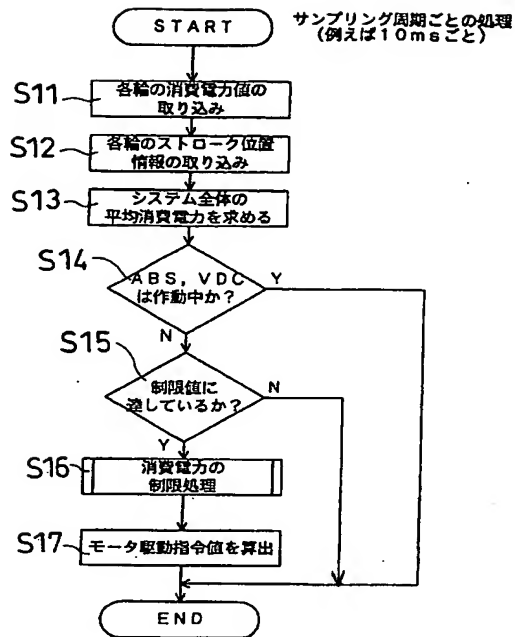 START
サンプリング周期ごとの処理
(例えば10msごと)
S11
各輪の消費電力値の
取り込み
S12
各輪のストローク位置
情報の取り込み
S13
システム全体の
平均消費電力を求める
S14
ABS,VDC
は作動中か?
Y
N
S15
制限値に
達しているか?
N
Y
S16
消費電力の
制限処理
S17
モータ駆動指令値を算出
END